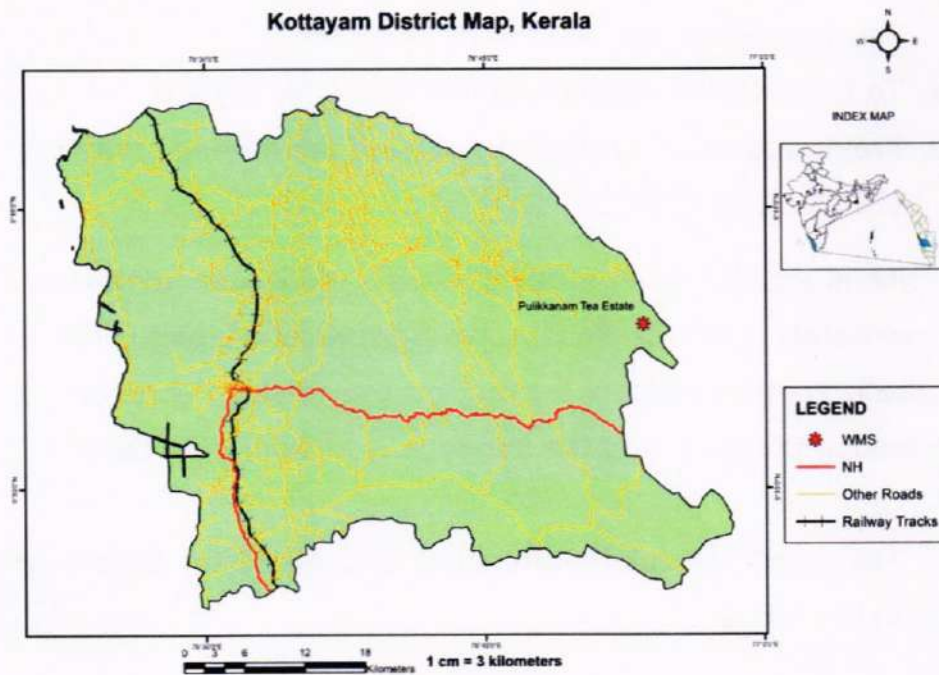 Kottayam District Map, Kerala
N
W
E
S
INDEX MAP
Pulikkanam Tea Estate
LEGEND
WMS
NH
Other Roads
Railway Tracks
0 3 6 12 18
Kilometers
1 cm = 3 kilometers